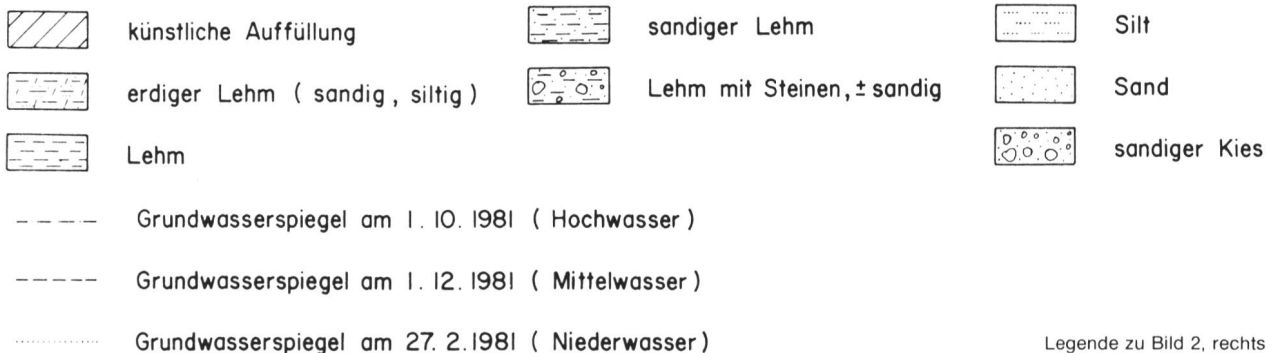 künstliche Auffüllung
erdiger Lehm ( sandig , siltig )
Lehm
sandiger Lehm
Lehm mit Steinen, ± sandig
Silt
Sand
sandiger Kies
Grundwasserspiegel am 1. 10. 1981 ( Hochwasser )
Grundwasserspiegel am 1. 12. 1981 ( Mittelwasser )
Grundwasserspiegel am 27. 2. 1981 ( Niederwasser )
Legende zu Bild 2, rechts